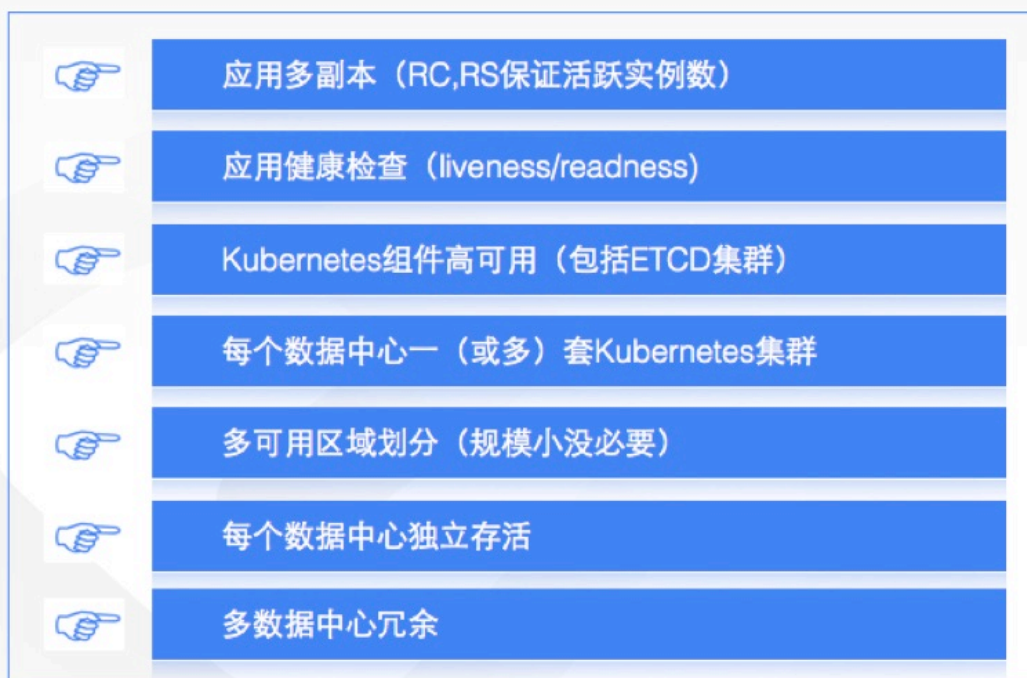 应用多副本（RC,RS保证活跃实例数）
应用健康检查（liveness/readness)
Kubernetes组件高可用（包括ETCD集群）
每个数据中心一（或多）套Kubernetes集群
多可用区域划分（规模小没必要）
每个数据中心独立存活
多数据中心冗余